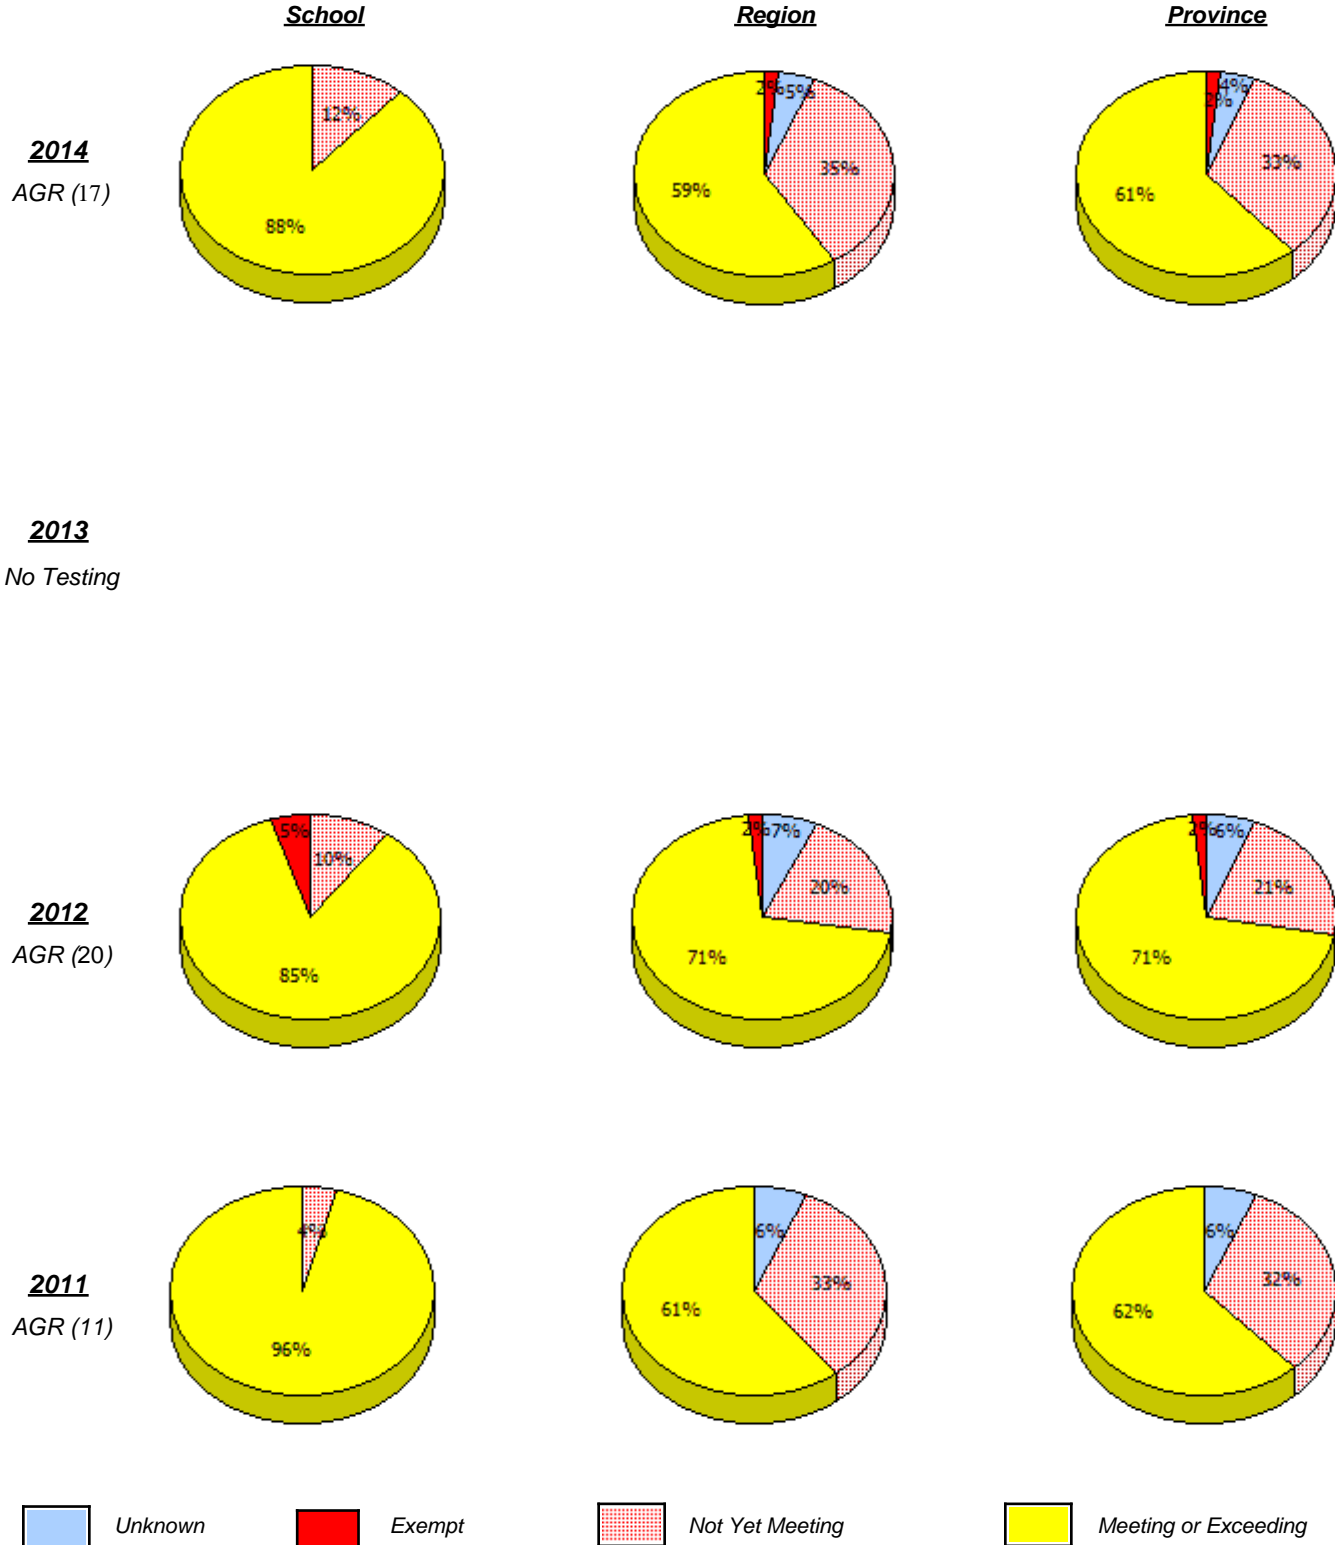 School Region Province
2% 5% 4% 2%
12% 35% 33%
2014
AGR (17)
59% 61%
88%
2013
No Testing
5% 2% 7% 2% 6%
10% 20% 21%
2012
AGR (20)
85% 71% 71%
4% 6% 6%
33% 32%
2011
AGR (11)
61% 62%
96%
Unknown Exempt Not Yet Meeting Meeting or Exceeding